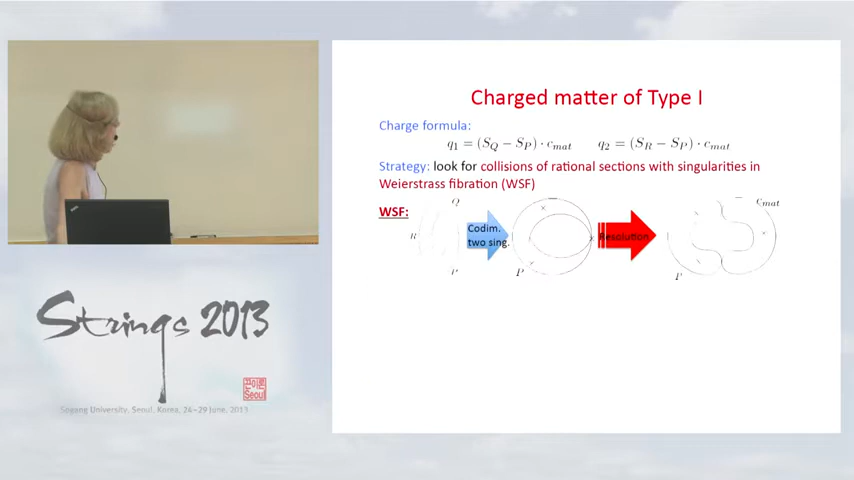 Charged matter of Type I
Charge formula:
q₁ = (S_Q − S_P) · c_mat   q₂ = (S_R − S_P) · c_mat
Strategy: look for collisions of rational sections with singularities in
Weierstrass fibration (WSF)
WSF:
Q
R
P
Codim.
two sing.
P
Resolution
c_mat
P
Strings 2013
Seoul
Sogang University, Seoul, Korea, 24-29 June, 2013